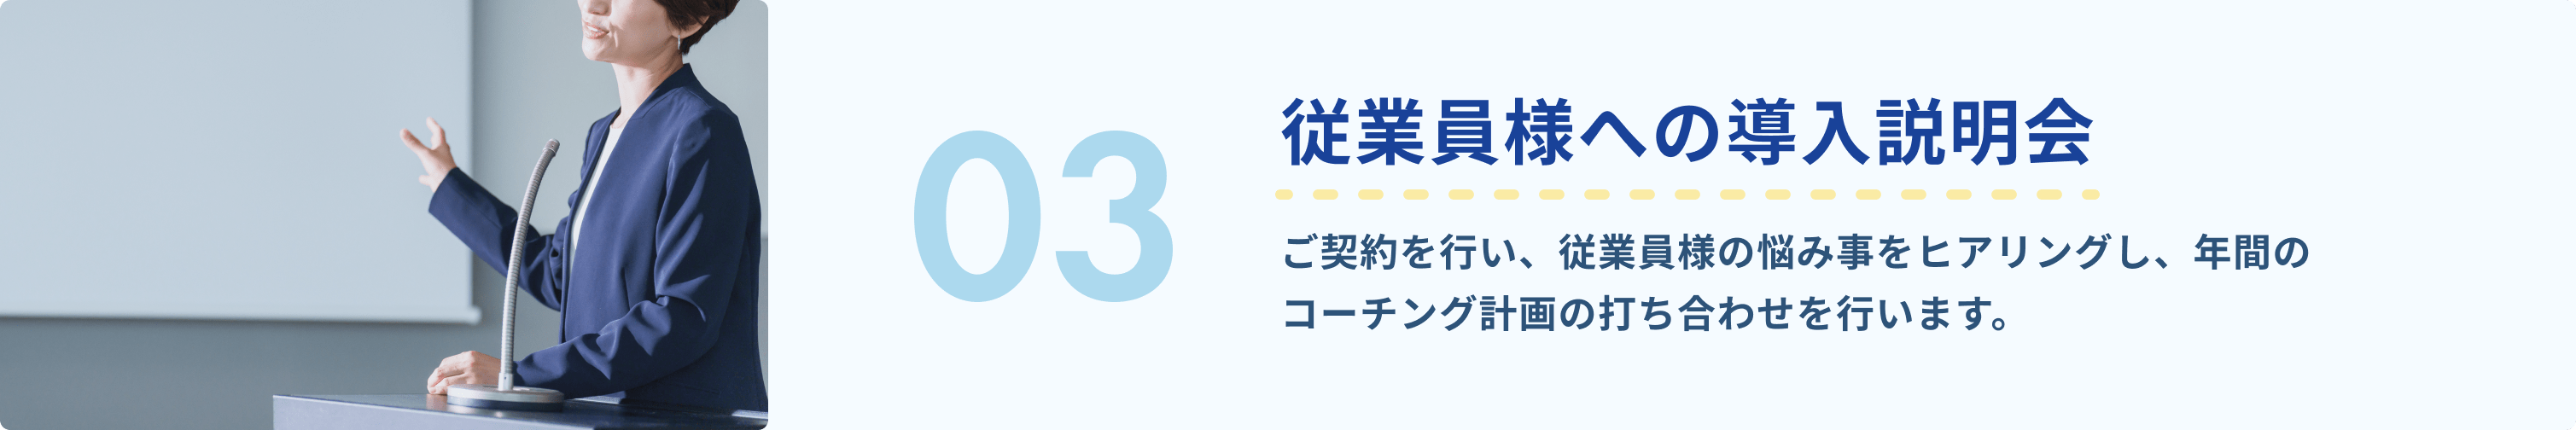 03
従業員様への導入説明会
ご契約を行い、従業員様の悩み事をヒアリングし、年間の
コーチング計画の打ち合わせを行います。